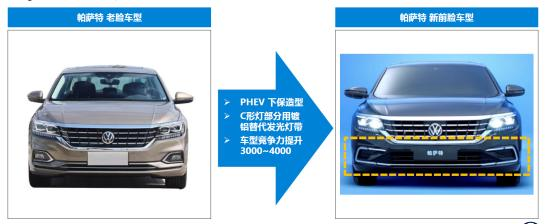 帕萨特 老脸车型
帕萨特 新前脸车型
➢ PHEV 下保造型
➢ C形灯部分用镀
铝替代发光灯带
➢ 车型竞争力提升
3000~4000
帕萨特